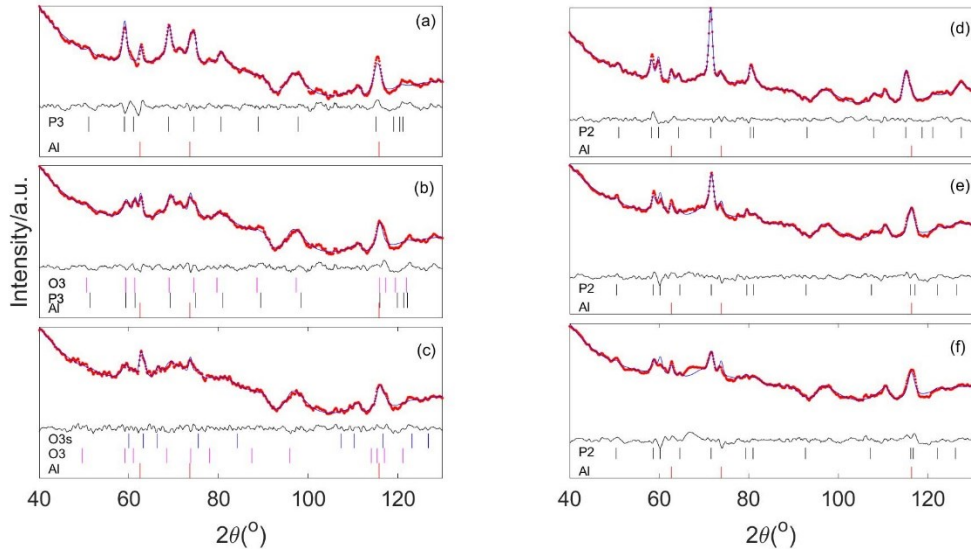 Intensity/a.u.
(a)
P3
Al
(b)
O3
P3
Al
(c)
O3s
O3
Al
40 60 80 100 120
2θ(°)
(d)
P2
Al
(e)
P2
Al
(f)
P2
Al
40 60 80 100 120
2θ(°)